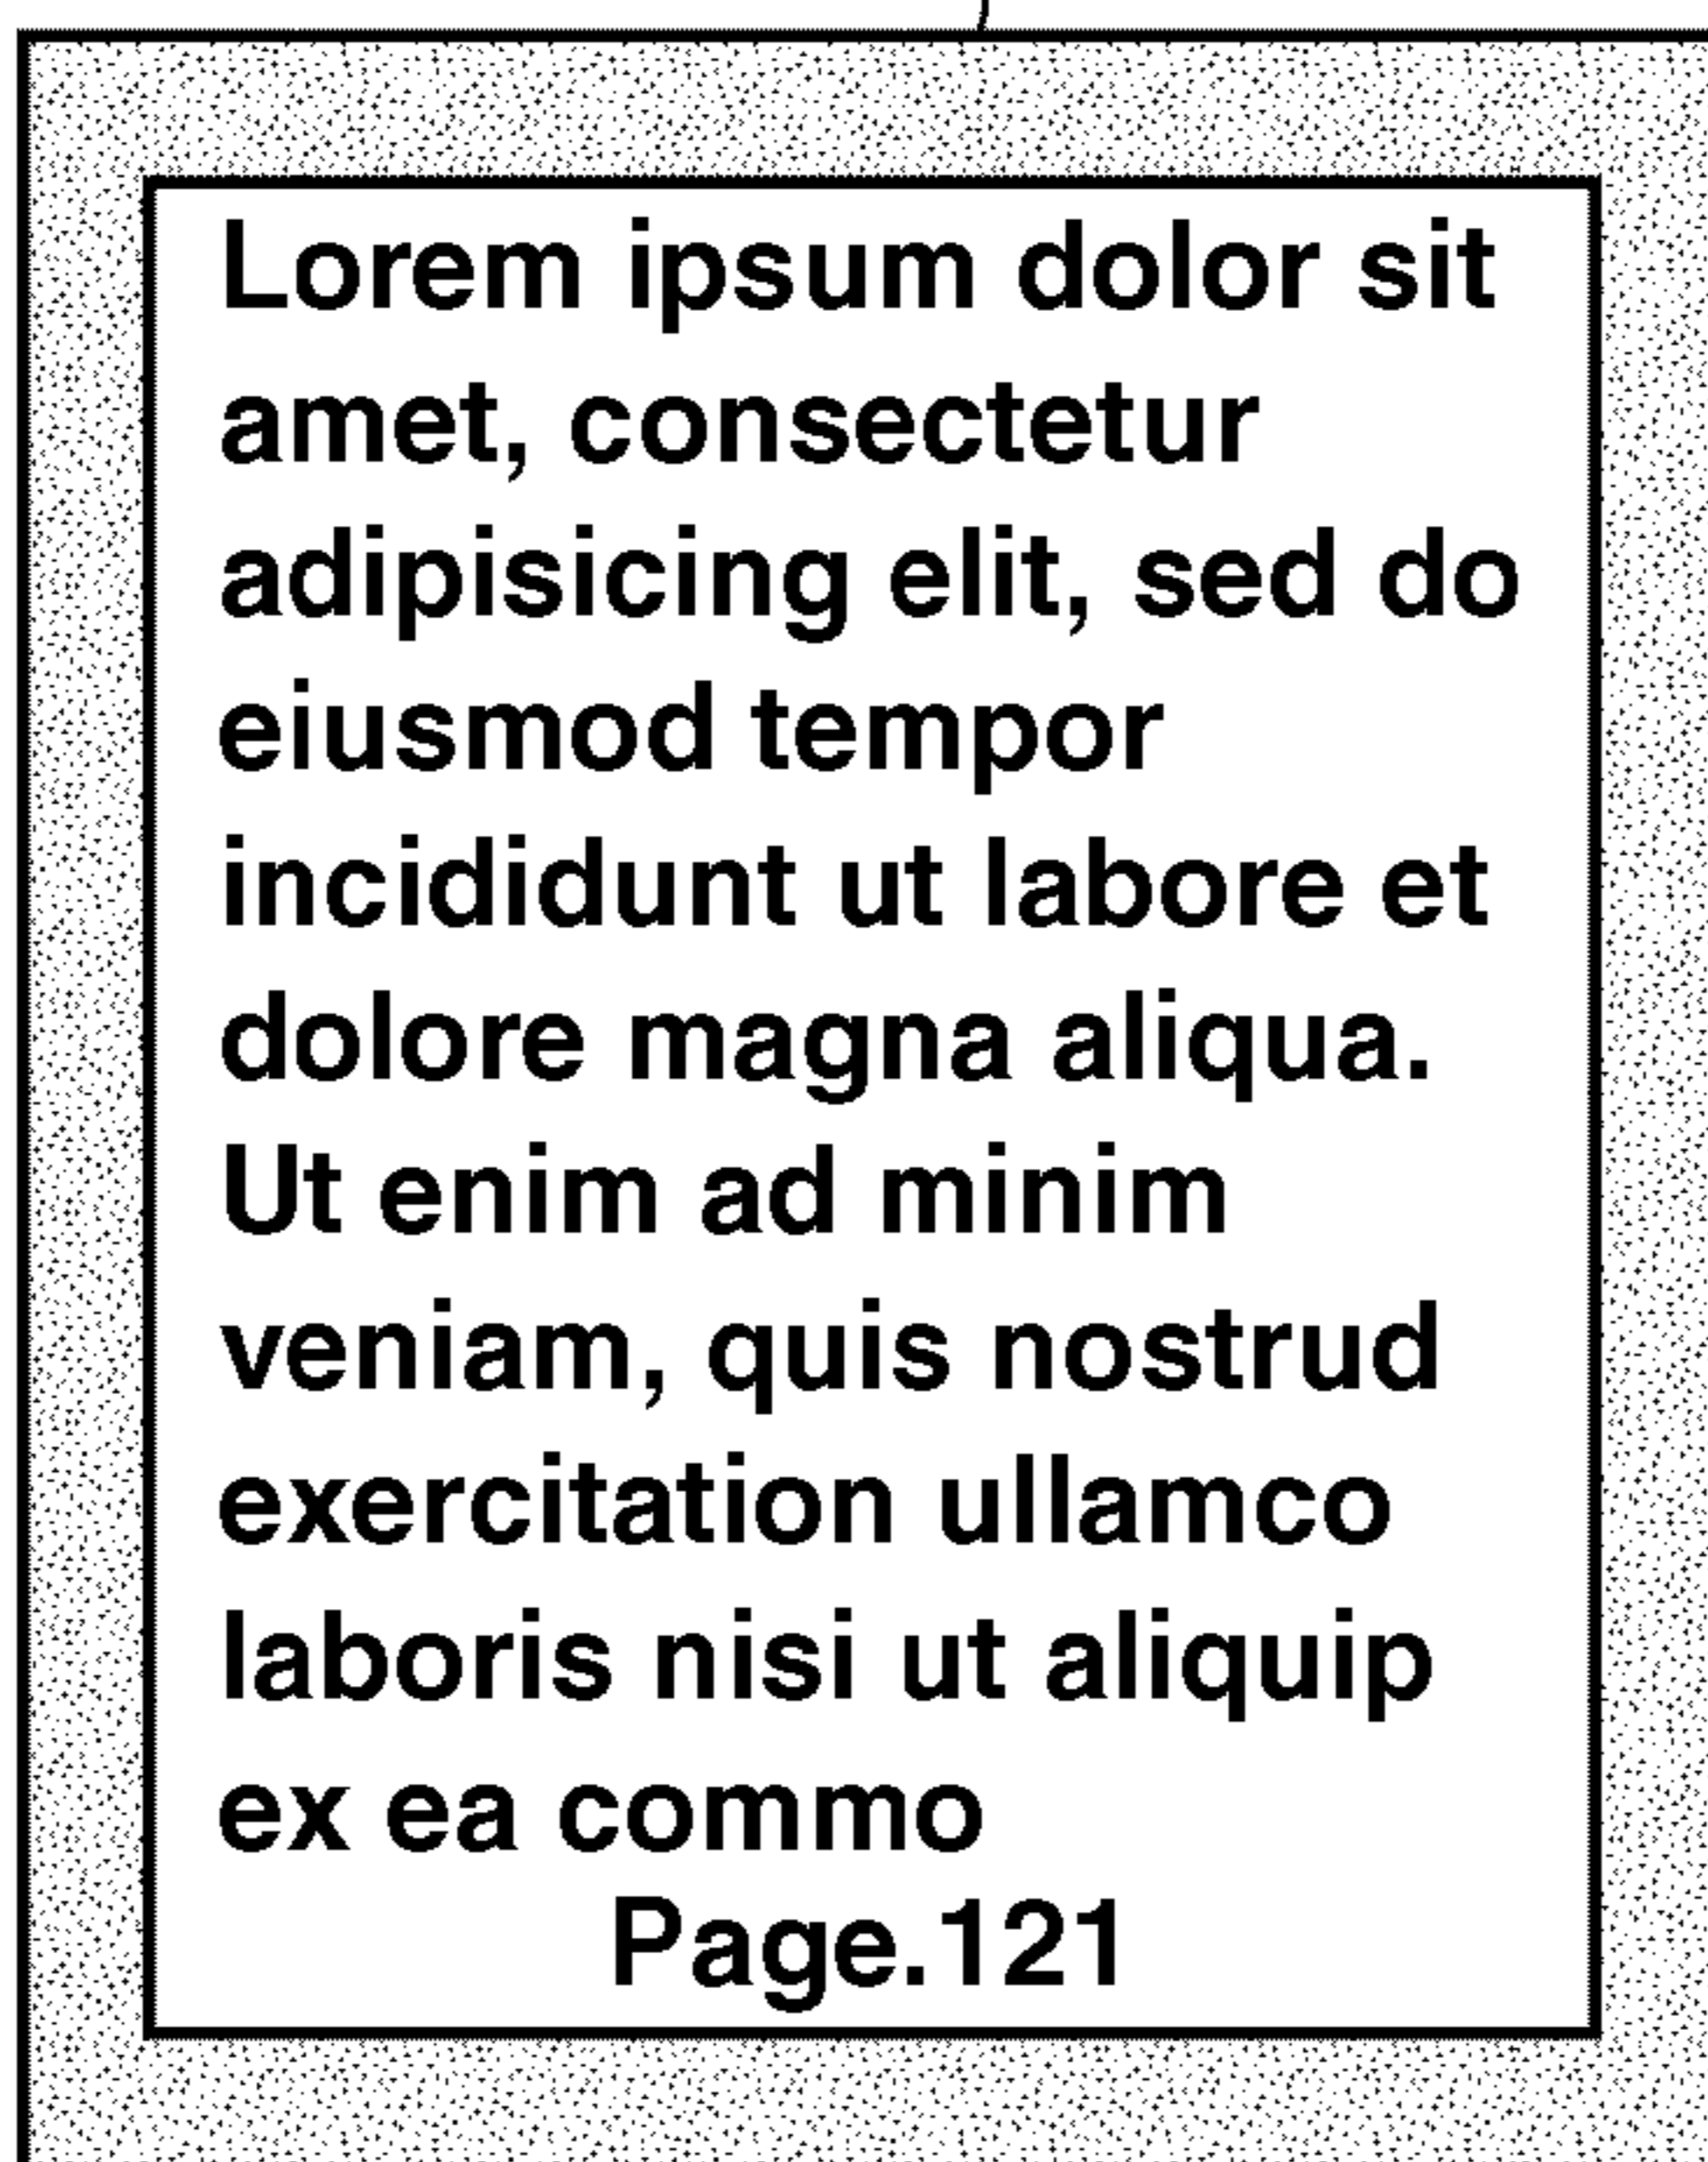 Lorem ipsum dolor sit
amet, consectetur
adipisicing elit, sed do
eiusmod tempor
incididunt ut labore et
dolore magna aliqua.
Ut enim ad minim
veniam, quis nostrud
exercitation ullamco
laboris nisi ut aliquip
ex ea commo
Page.121